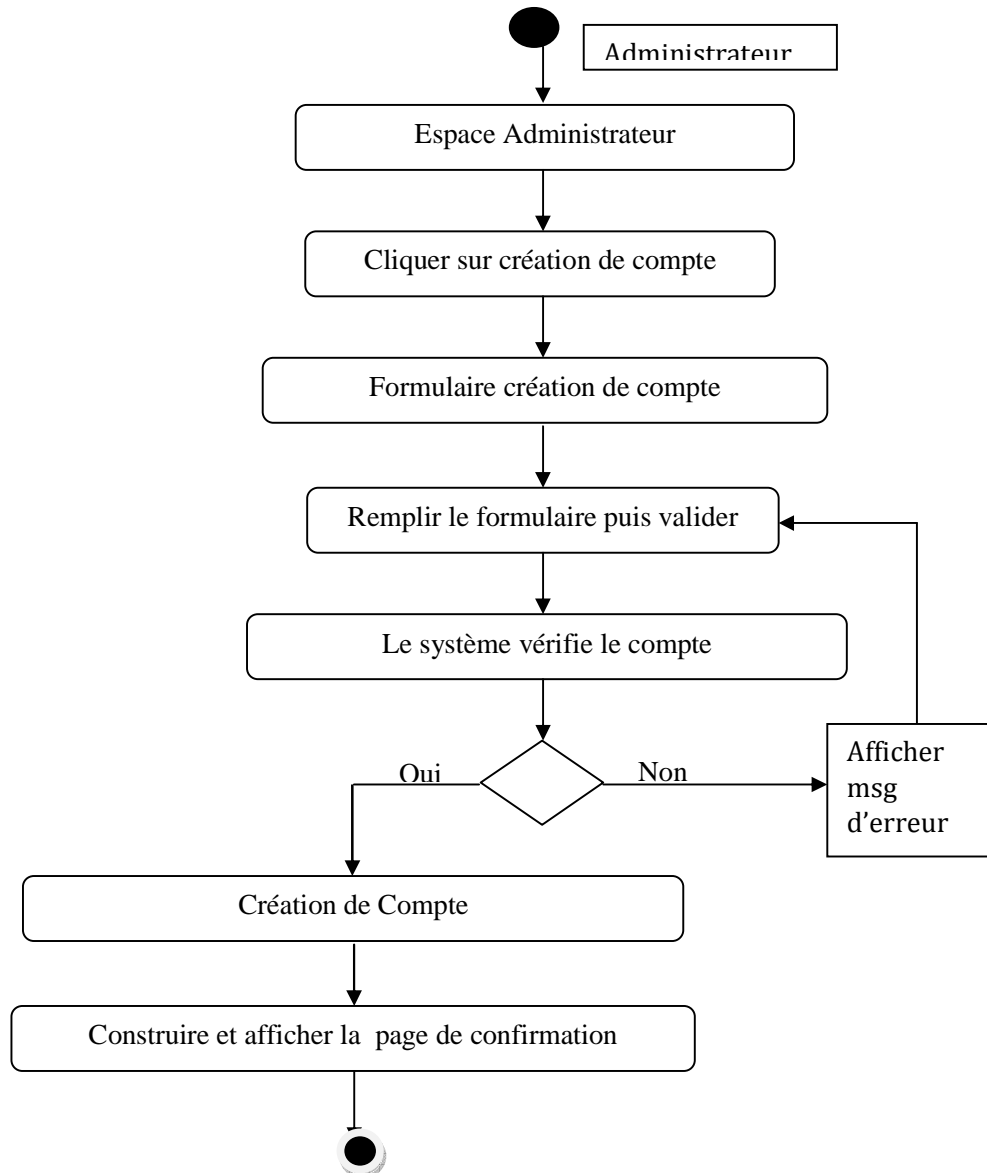 Administrateur
Espace Administrateur
Cliquer sur création de compte
Formulaire création de compte
Remplir le formulaire puis valider
Le système vérifie le compte
Oui
Non
Afficher
msg
d’erreur
Création de Compte
Construire et afficher la page de confirmation